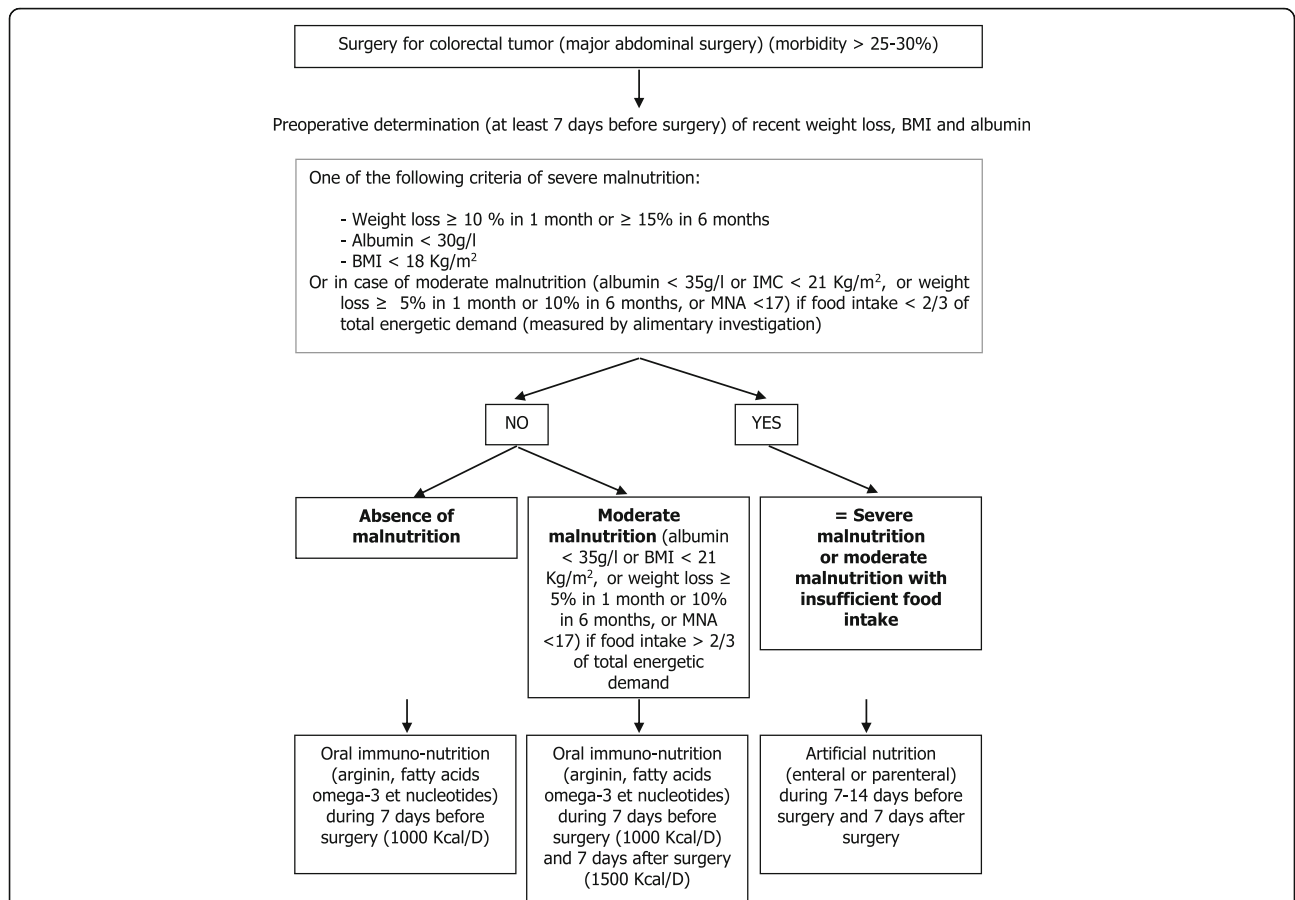 Surgery for colorectal tumor (major abdominal surgery) (morbidity > 25-30%)
Preoperative determination (at least 7 days before surgery) of recent weight loss, BMI and albumin
One of the following criteria of severe malnutrition:
- Weight loss ≥ 10 % in 1 month or ≥ 15% in 6 months
- Albumin < 30g/l
- BMI < 18 Kg/m²
Or in case of moderate malnutrition (albumin < 35g/l or IMC < 21 Kg/m², or weight
loss ≥ 5% in 1 month or 10% in 6 months, or MNA <17) if food intake < 2/3 of
total energetic demand (measured by alimentary investigation)
NO
YES
Absence of
malnutrition
Moderate
malnutrition (albumin
< 35g/l or BMI < 21
Kg/m², or weight loss ≥
5% in 1 month or 10%
in 6 months, or MNA
<17) if food intake > 2/3
of total energetic
demand
= Severe
malnutrition
or moderate
malnutrition with
insufficient food
intake
Oral immuno-nutrition
(arginin, fatty acids
omega-3 et nucleotides)
during 7 days before
surgery (1000 Kcal/D)
Oral immuno-nutrition
(arginin, fatty acids
omega-3 et nucleotides)
during 7 days before
surgery (1000 Kcal/D)
and 7 days after surgery
(1500 Kcal/D)
Artificial nutrition
(enteral or parenteral)
during 7-14 days before
surgery and 7 days after
surgery